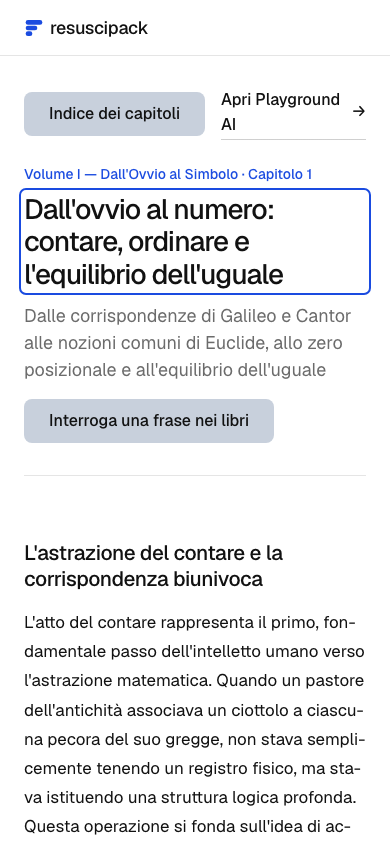 resuscipack
Indice dei capitoli
Apri Playground
AI
Volume I — Dall'Ovvio al Simbolo · Capitolo 1
Dall'ovvio al numero:
contare, ordinare e
l'equilibrio dell'uguale
Dalle corrispondenze di Galileo e Cantor
alle nozioni comuni di Euclide, allo zero
posizionale e all'equilibrio dell'uguale
Interroga una frase nei libri
L'astrazione del contare e la
corrispondenza biunivoca
L'atto del contare rappresenta il primo, fon-
damentale passo dell'intelletto umano verso
l'astrazione matematica. Quando un pastore
dell'antichità associava un ciottolo a ciascu-
na pecora del suo gregge, non stava sempli-
cemente tenendo un registro fisico, ma sta-
va istituendo una struttura logica profonda.
Questa operazione si fonda sull'idea di ac-